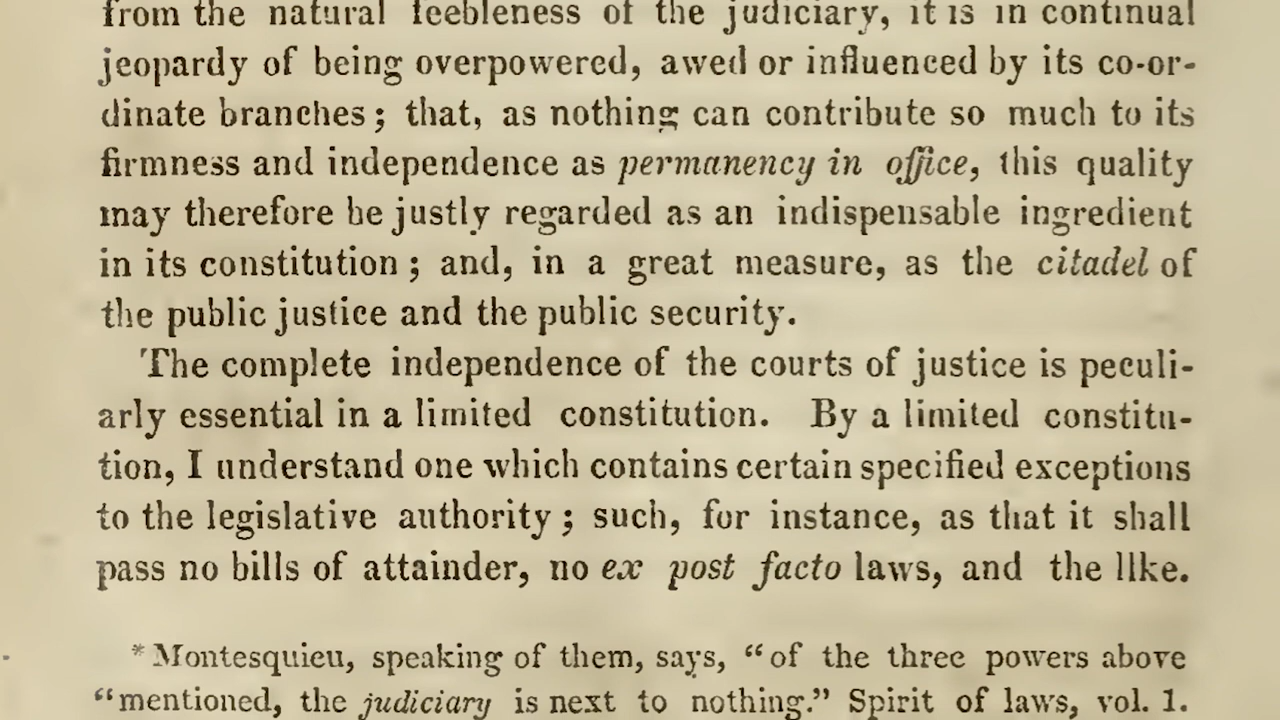 from the natural feebleness of the judiciary, it is in continual
jeopardy of being overpowered, awed or influenced by its co-or-
dinate branches; that, as nothing can contribute so much to its
firmness and independence as permanency in office, this quality
may therefore be justly regarded as an indispensable ingredient
in its constitution; and, in a great measure, as the citadel of
the public justice and the public security.
The complete independence of the courts of justice is peculi-
arly essential in a limited constitution. By a limited constitu-
tion, I understand one which contains certain specified exceptions
to the legislative authority; such, for instance, as that it shall
pass no bills of attainder, no ex post facto laws, and the like.
* Montesquieu, speaking of them, says, “of the three powers above
“mentioned, the judiciary is next to nothing.” Spirit of laws, vol. 1.